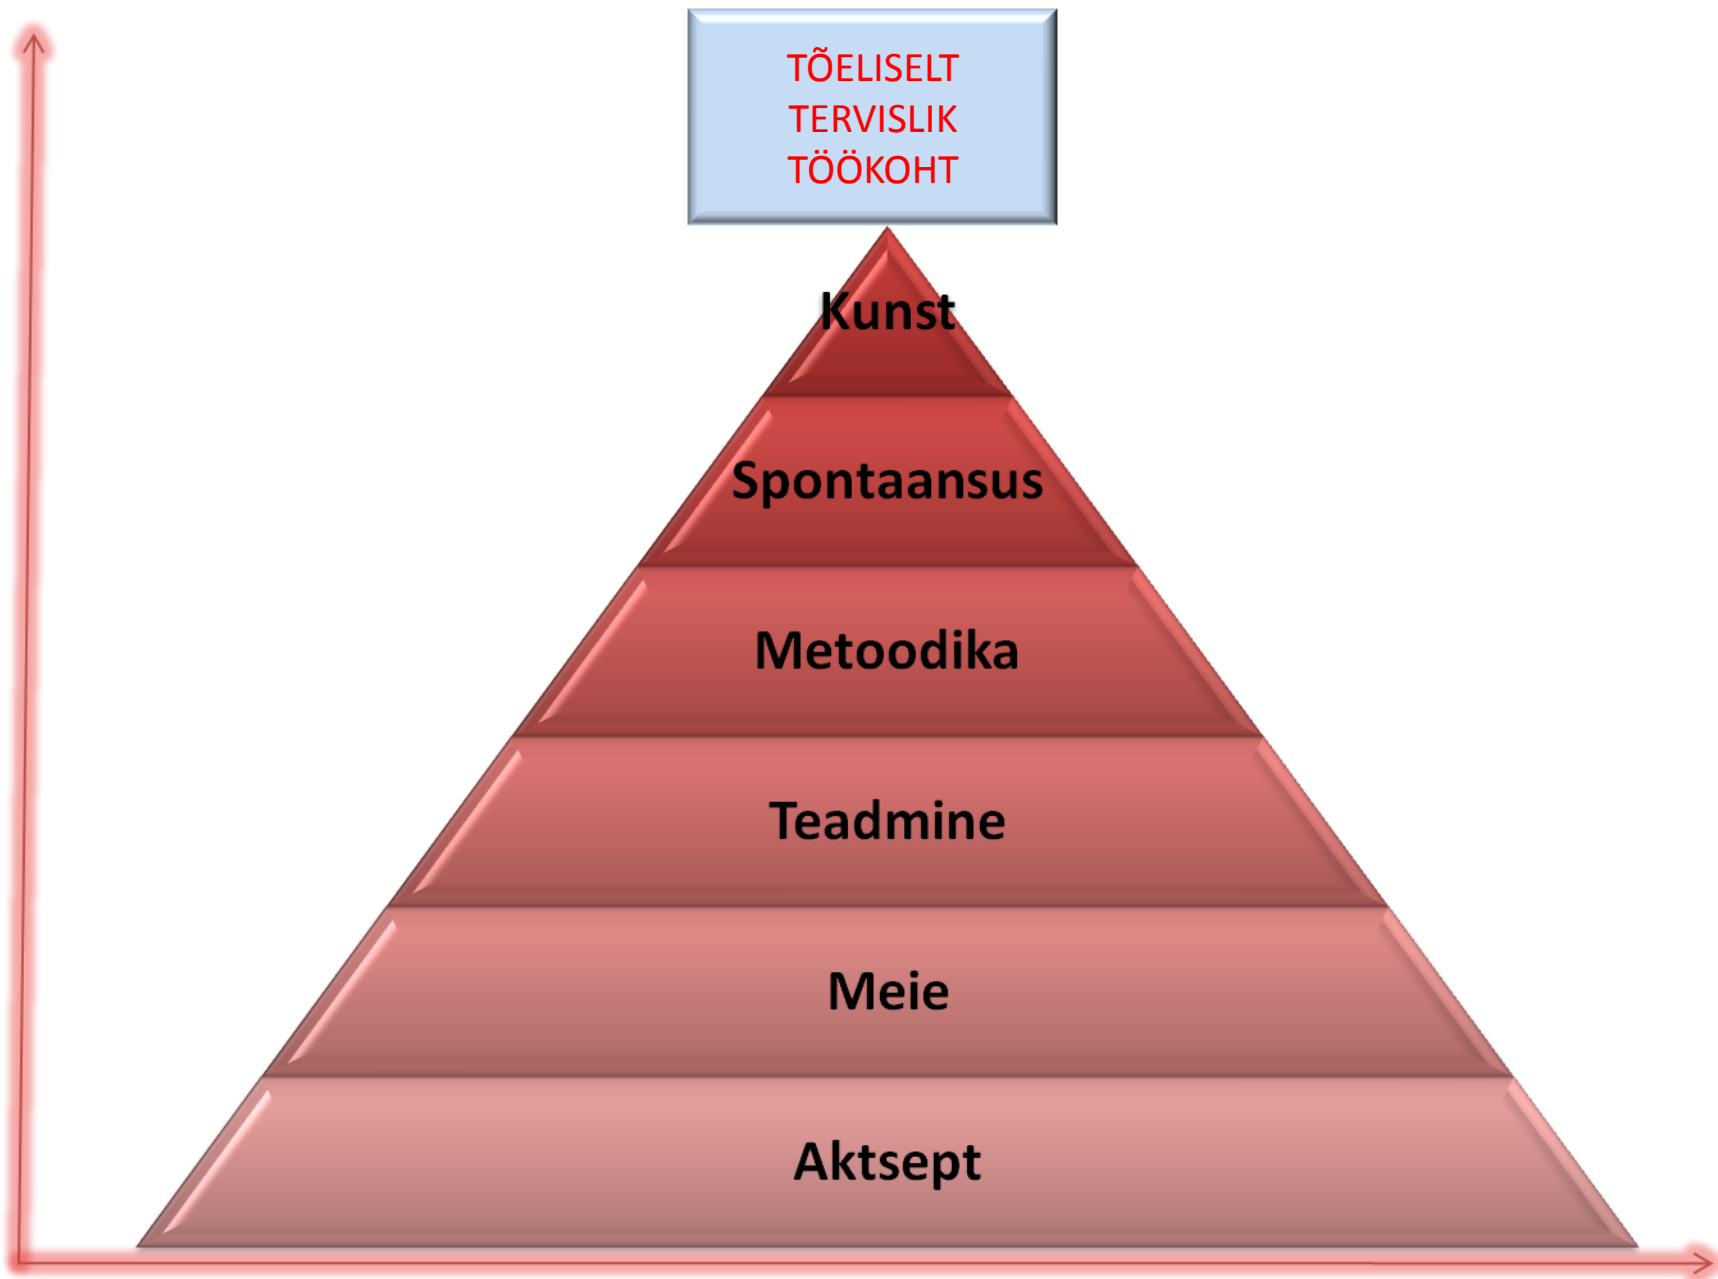 TÕELISELT
TERVISLIK
TÖÖKOHT
Kunst
Spontaansus
Metoodika
Teadmine
Meie
Aktsept